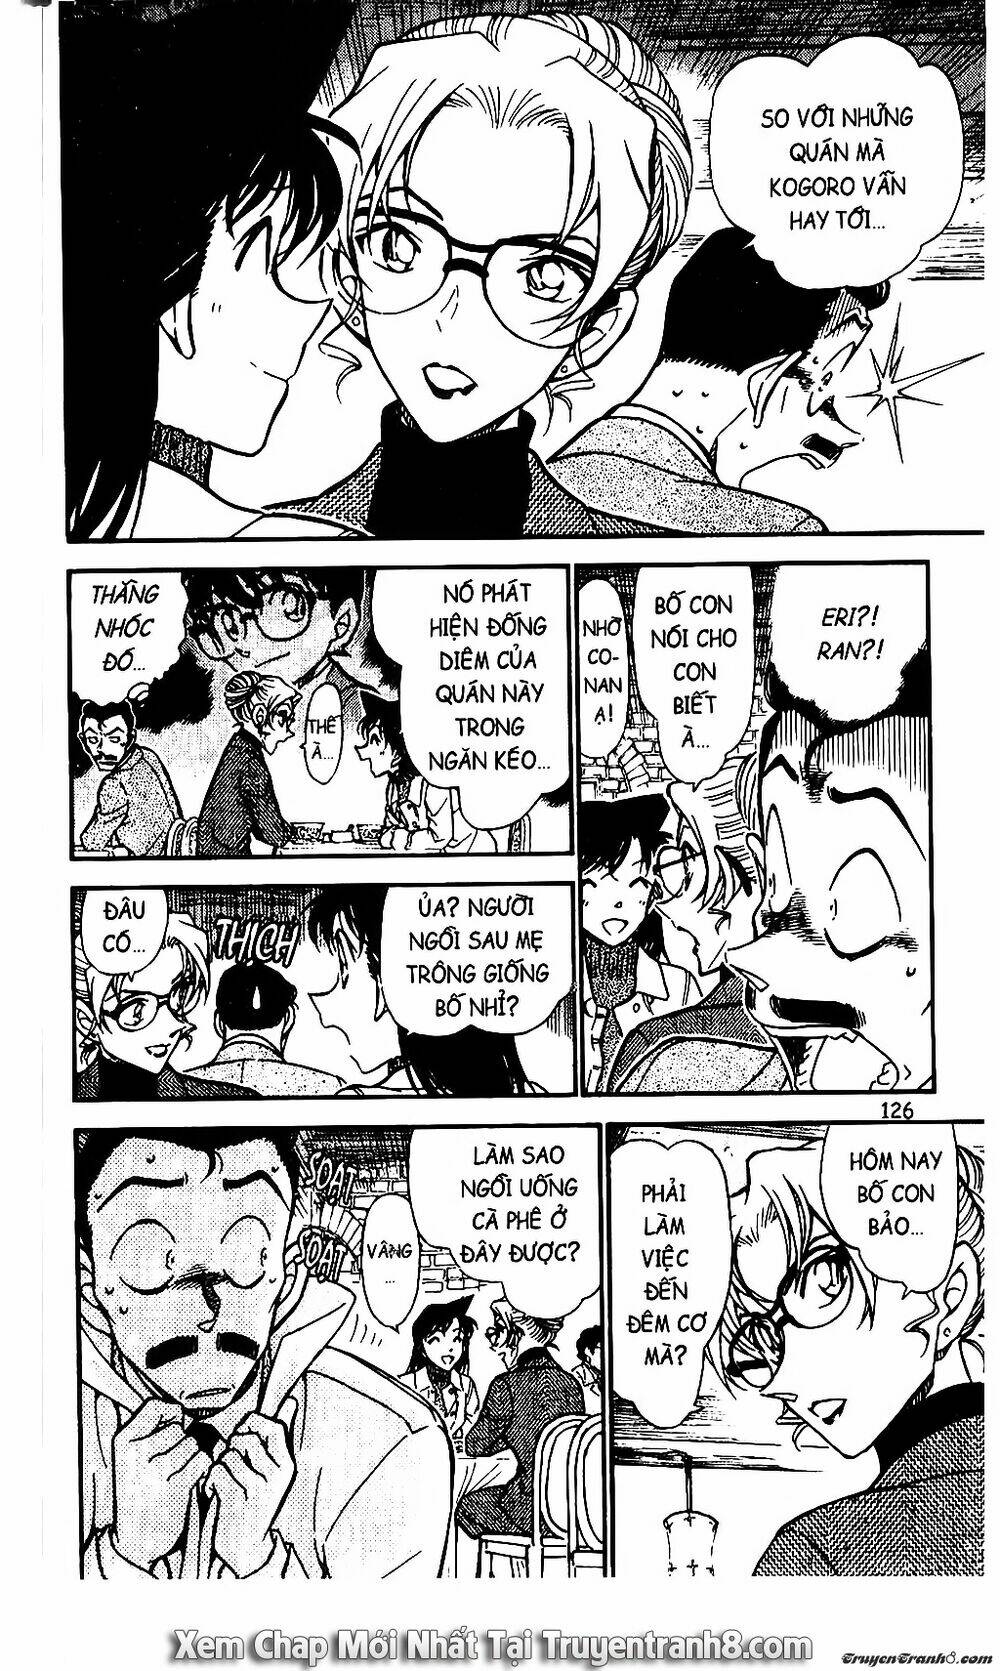 SO VỚI NHỮNG
QUÁN MÀ
KOGORO VẪN
HAY TỚI...
ERI?!
RAN?!
BỐ CON
NÓI CHO
CON
BIẾT
À...
NHỜ
CO-
NAN
Ạ!
NÓ PHÁT
HIỆN ĐỐNG
DIÊM CỦA
QUÁN NÀY
TRONG
NGĂN KÉO...
THẾ
À...
THẰNG
NHÓC
ĐÓ...
ỦA? NGƯỜI
NGỒI SAU MẸ
TRÔNG GIỐNG
BỐ NHỈ?
THỊCH
ĐÂU
CÓ...
126
HÔM NAY
BỐ CON
BẢO...
PHẢI
LÀM
VIỆC
ĐẾN
ĐÊM CƠ
MÀ?
LÀM SAO
NGỒI UỐNG
CÀ PHÊ Ở
ĐÂY ĐƯỢC?
VÂNG
...
SOẠT
SOẠT
Xem Chap Mới Nhất Tại Truyentranh8.com
TruyenTranh8.com